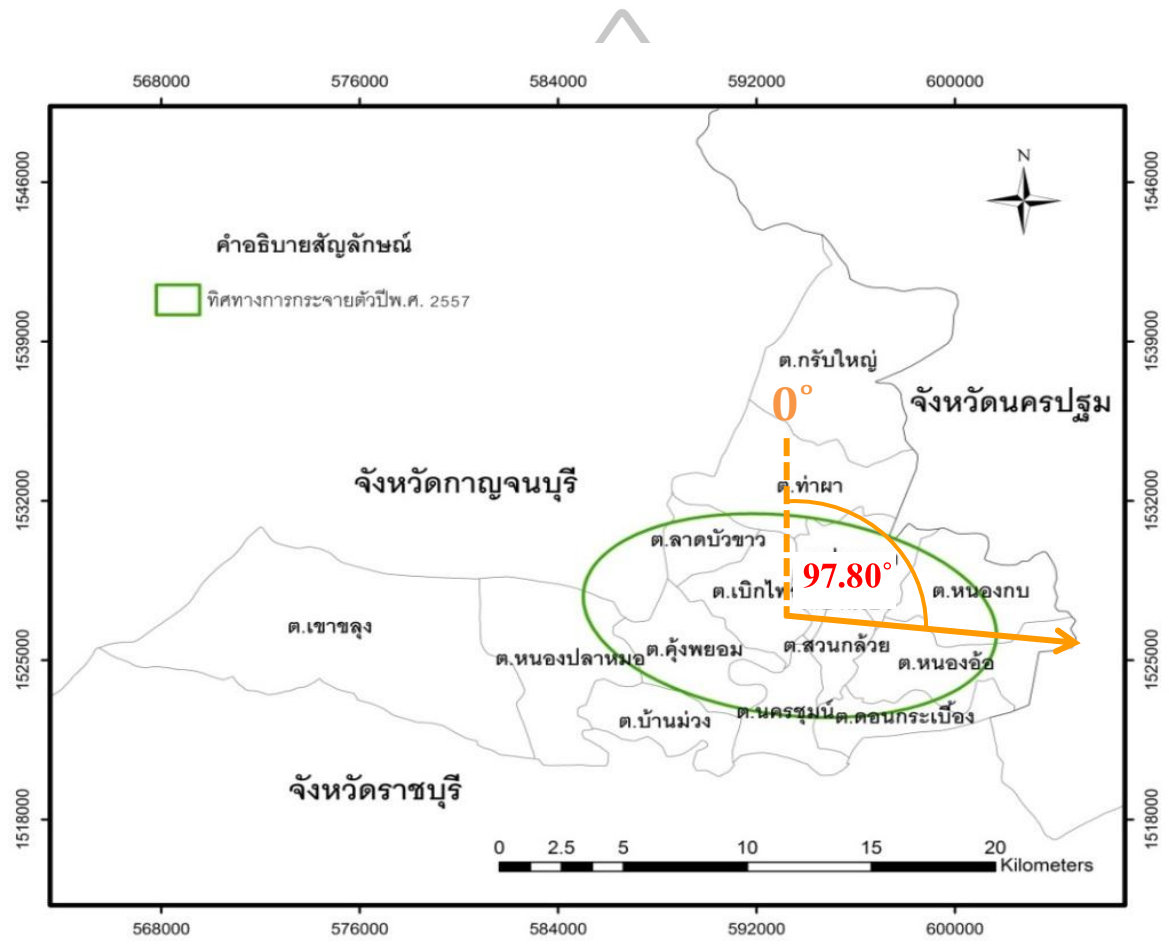 568000 576000 584000 592000 600000
1546000 1546000
N
คำอธิบายสัญลักษณ์
ทิศทางการกระจายตัวปีพ.ศ. 2557
1539000 1539000
ต.กรับใหญ่
จังหวัดนครปฐม
0°
จังหวัดกาญจนบุรี
ต.ท่าผา
1532000 1532000
ต.ลาดบัวขาว
97.80°
ต.เบิกไพ
ต.หนองกบ
ต.เขาขลุง
ต.หนองปลาหมอ
ต.คุ้งพยอม
ต.สวนกล้วย
ต.หนองอ้อ
1525000 1525000
ต.บ้านม่วง
ต.นครชุมน์
ต.ดอนกระเบื้อง
จังหวัดราชบุรี
1518000 1518000
0 2.5 5 10 15 20
Kilometers
568000 576000 584000 592000 600000